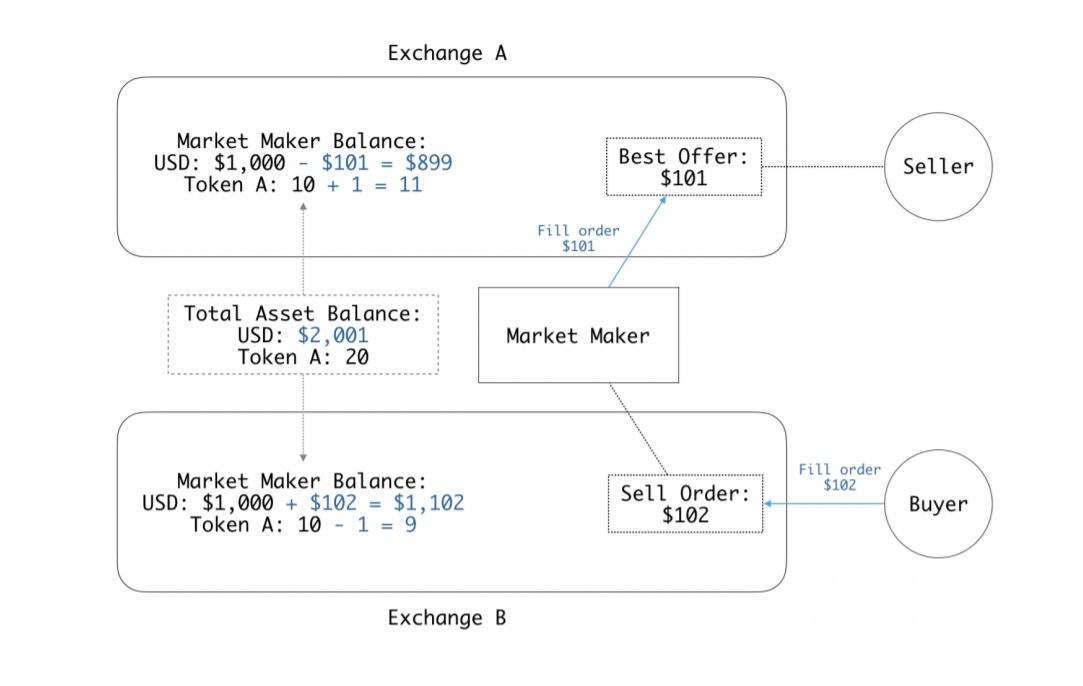 Exchange A
Market Maker Balance:
USD: $1,000 - $101 = $899
Token A: 10 + 1 = 11
Best Offer:
$101
Seller
Fill order
$101
Total Asset Balance:
USD: $2,001
Token A: 20
Market Maker
Market Maker Balance:
USD: $1,000 + $102 = $1,102
Token A: 10 - 1 = 9
Sell Order:
$102
Fill order
$102
Buyer
Exchange B